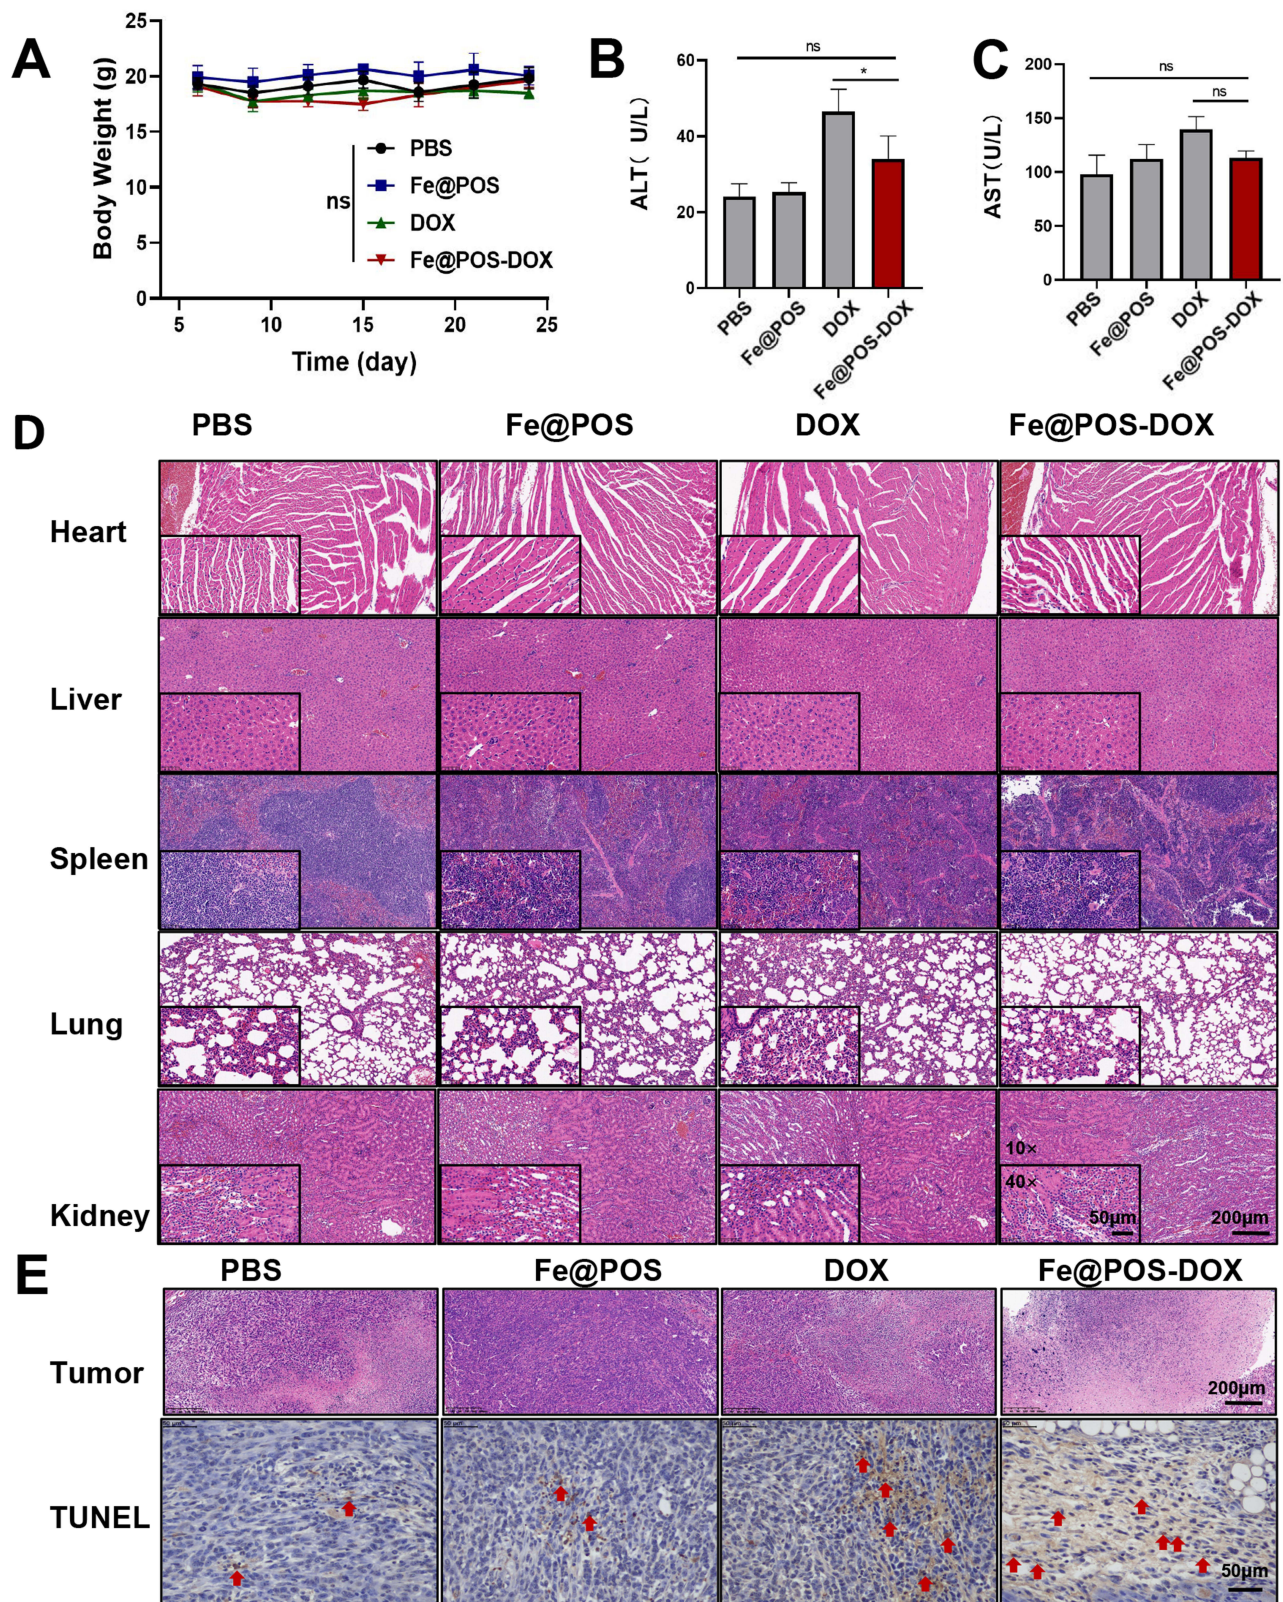 A
Body Weight (g)
25
20
15
10
5
0
5 10 15 20 25
Time (day)
ns
PBS
Fe@POS
DOX
Fe@POS-DOX
B
ALT( U/L)
60
40
20
0
ns
*
PBS
Fe@POS
DOX
Fe@POS-DOX
C
AST(U/L)
200
150
100
50
0
ns
ns
PBS
Fe@POS
DOX
Fe@POS-DOX
D
PBS Fe@POS DOX Fe@POS-DOX
Heart
Liver
Spleen
Lung
Kidney
10×
40×
50μm 200μm
E
PBS Fe@POS DOX Fe@POS-DOX
Tumor
200μm
TUNEL
50μm